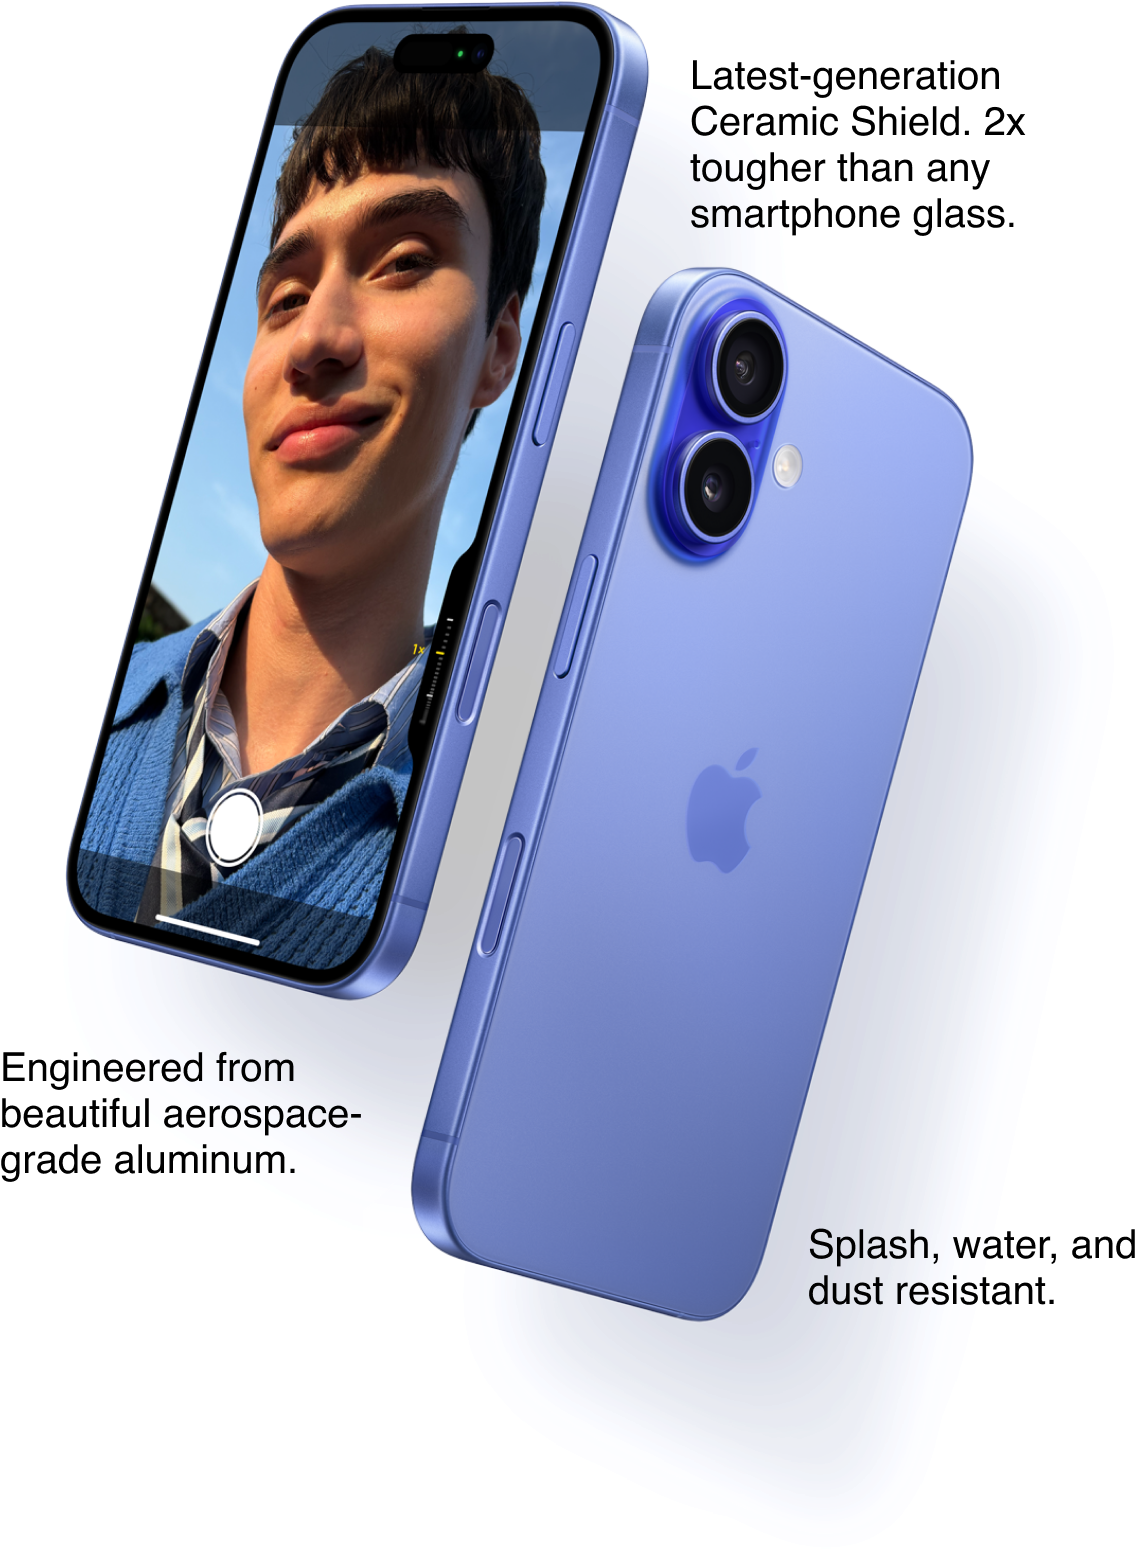 Latest-generation
Ceramic Shield. 2x
tougher than any
smartphone glass.
1×
Engineered from
beautiful aerospace-
grade aluminum.
Splash, water, and
dust resistant.